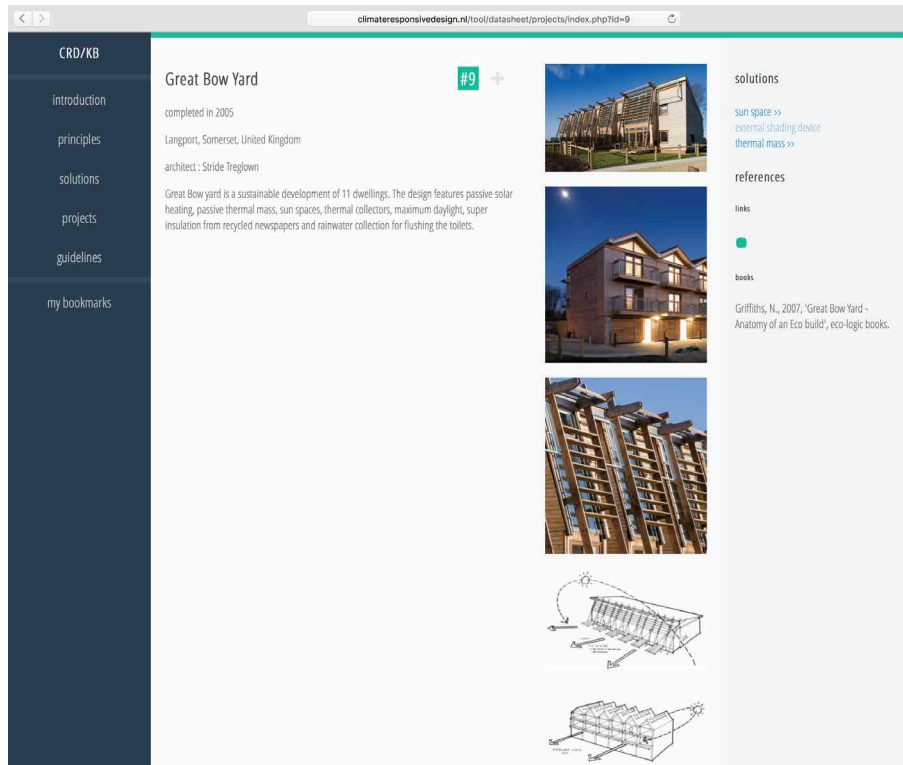 climateresponsivedesign.nl/tool/datasheet/projects/index.php?id=9
CRD/KB
introduction
principles
solutions
projects
guidelines
my bookmarks
Great Bow Yard
#9 +
completed in 2005
Langport, Somerset, United Kingdom
architect : Stride Treglown
Great Bow yard is a sustainable development of 11 dwellings. The design features passive solar
heating, passive thermal mass, sun spaces, thermal collectors, maximum daylight, super
insulation from recycled newspapers and rainwater collection for flushing the toilets.
solutions
sun space >>
external shading device
thermal mass >>
references
links
books
Griffiths, N., 2007, 'Great Bow Yard -
Anatomy of an Eco build', eco-logic books.